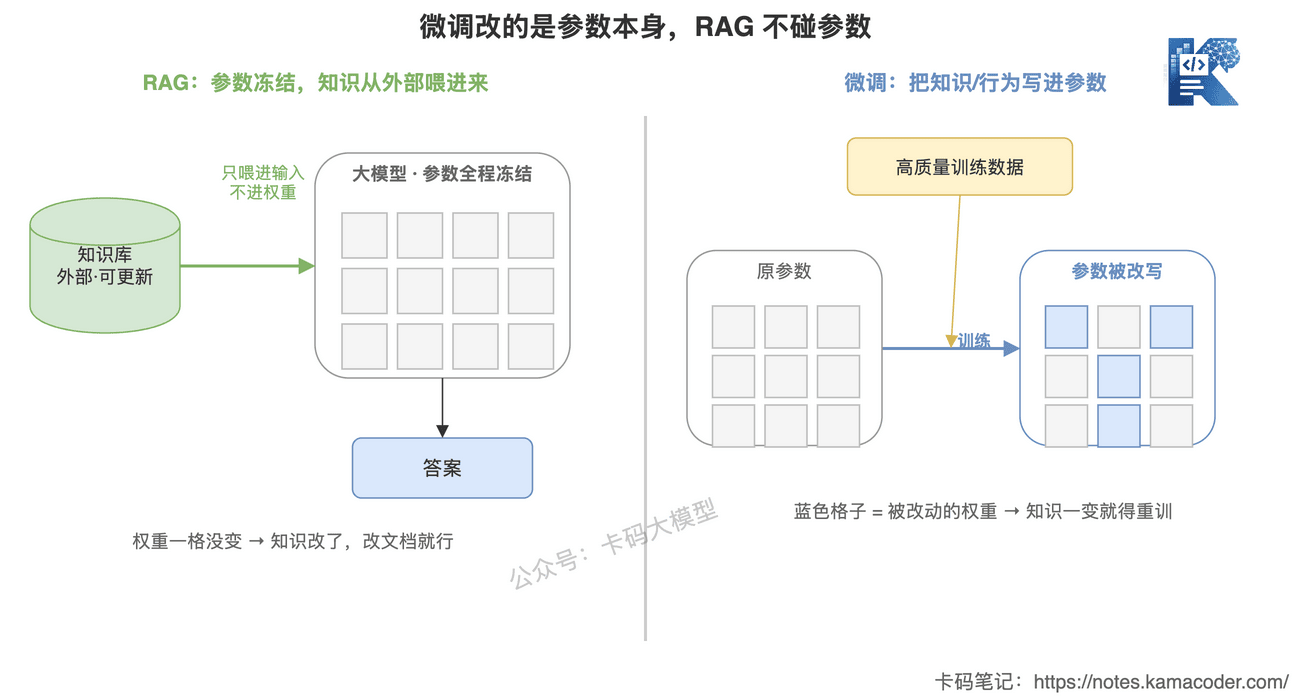 微调改的是参数本身，RAG 不碰参数
RAG：参数冻结，知识从外部喂进来
只喂进输入
不进权重
大模型 · 参数全程冻结
知识库
外部·可更新
答案
权重一格没变 → 知识改了，改文档就行
微调：把知识/行为写进参数
</>
高质量训练数据
原参数
训练
参数被改写
蓝色格子 = 被改动的权重 → 知识一变就得重训
公众号：卡码大模型
卡码笔记：https://notes.kamacoder.com/